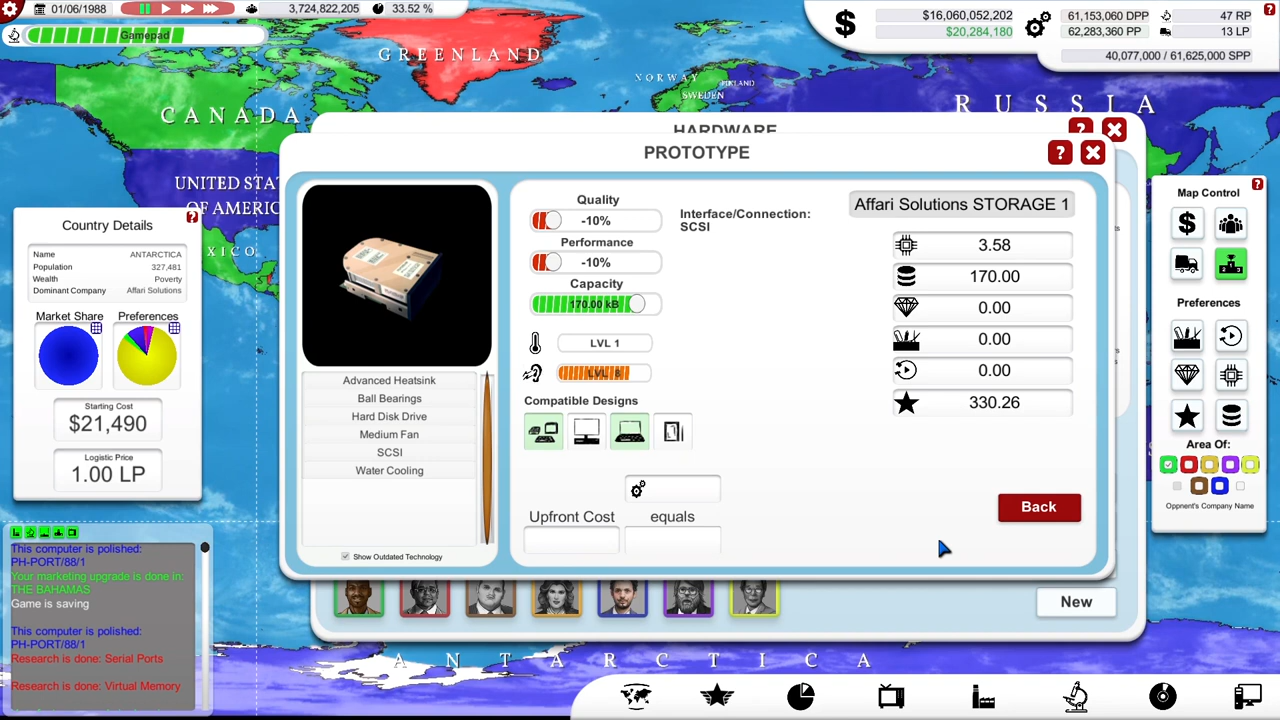 01/06/1988
3,724,822,205
33.52 %
Gamepad
$16,060,052,202
$20,284,180
61,153,060 DPP
62,283,360 PP
47 RP
13 LP
40,077,000 / 61,625,000 SPP
GREENLAND
NORWAY
FINLAND
SWEDEN
CANADA
RUSSIA
UNITED STA
OF AMERIC
XICO
ANTARCTICA
HARDWARE
PROTOTYPE
Country Details
Name ANTARCTICA
Population 327,481
Wealth Poverty
Dominant Company Affari Solutions
Market Share Preferences
Starting Cost
$21,490
Logistic Price
1.00 LP
This computer is polished:
PH-PORT/88/1
Your marketing upgrade is done in:
THE BAHAMAS
Game is saving
This computer is polished:
PH-PORT/88/1
Research is done: Serial Ports
Research is done: Virtual Memory
Advanced Heatsink
Ball Bearings
Hard Disk Drive
Medium Fan
SCSI
Water Cooling
Show Outdated Technology
Quality
-10%
Performance
-10%
Capacity
170.00 kB
LVL 1
LVL 8
Compatible Designs
Upfront Cost equals
Interface/Connection:
SCSI
Affari Solutions STORAGE 1
3.58
170.00
0.00
0.00
0.00
330.26
Back
New
Map Control
Preferences
Area Of:
Oppnent's Company Name